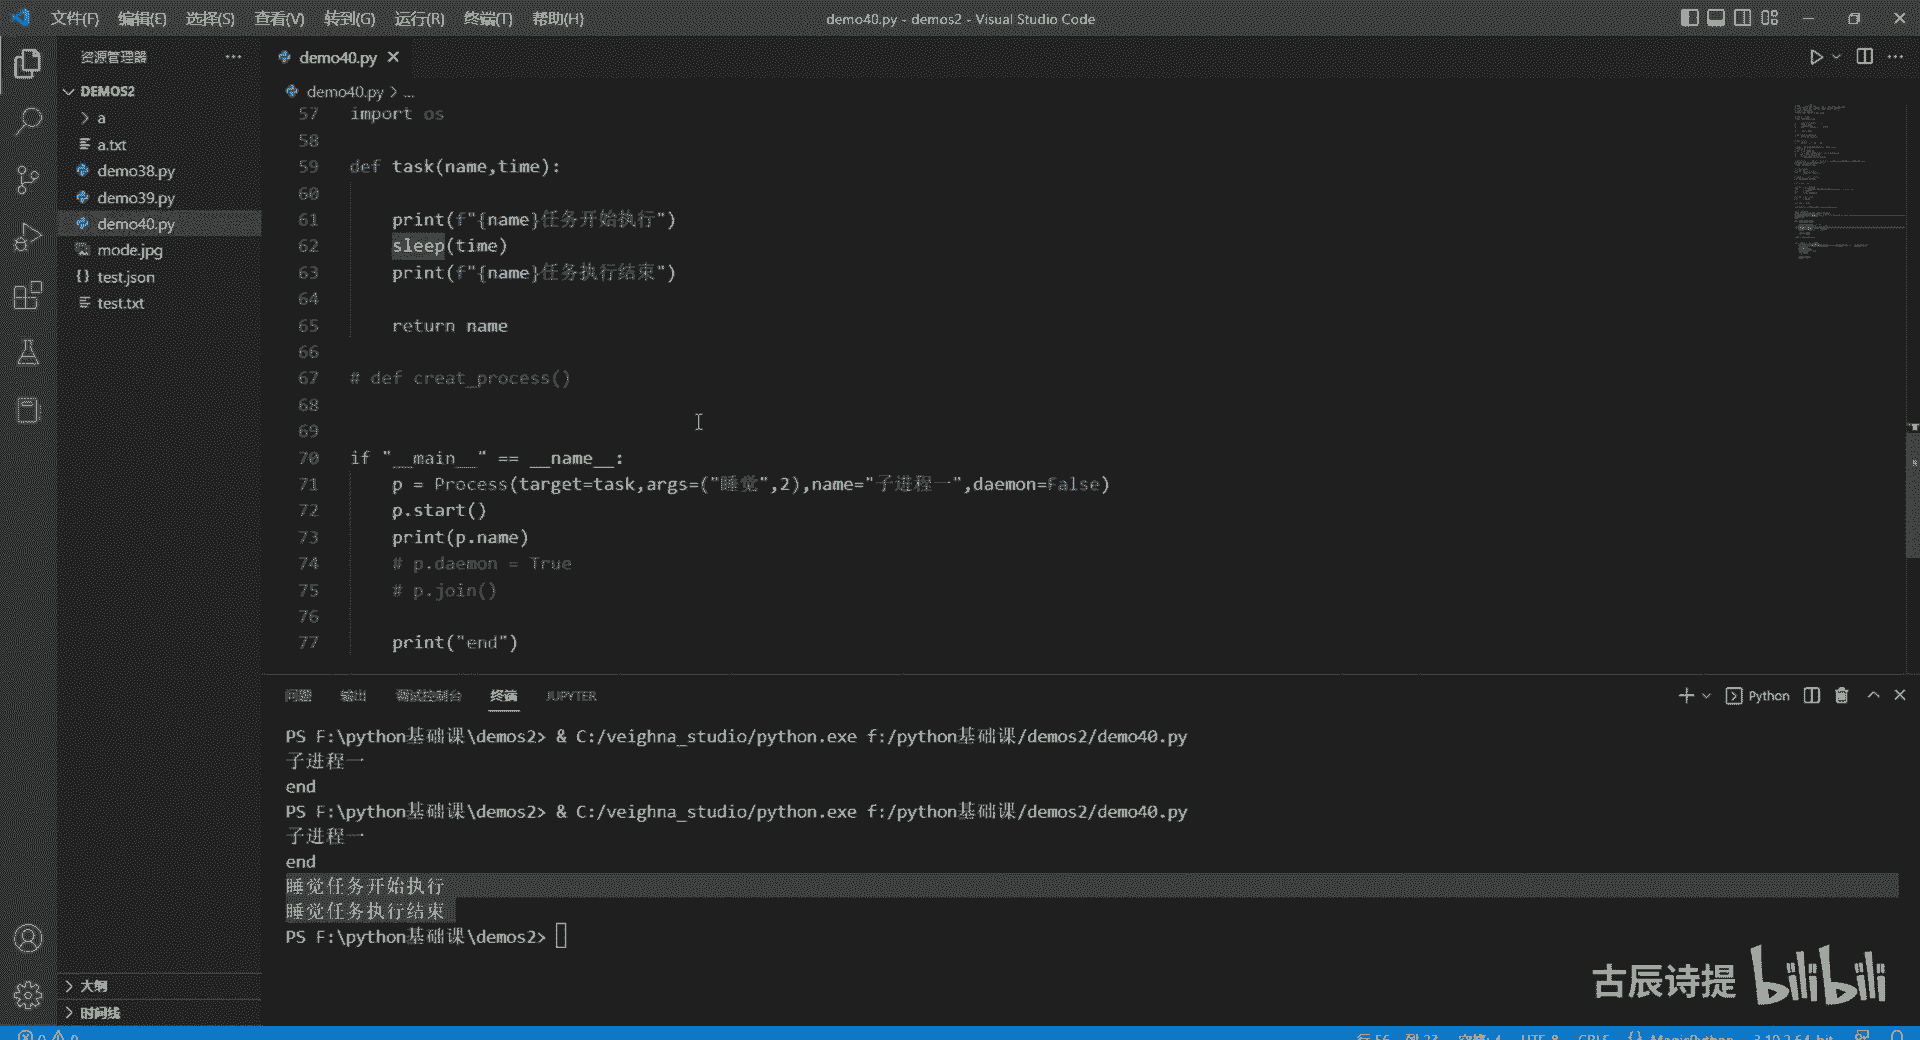 文件(F) 编辑(E) 选择(S) 查看(V) 转到(G) 运行(R) 终端(T) 帮助(H) demo40.py - demos2 - Visual Studio Code
资源管理器
DEMOS2
a
a.txt
demo38.py
demo39.py
demo40.py
mode.jpg
test.json
test.txt
大纲
时间线
demo40.py
demo40.py > ...
57 import os
58
59 def task(name,time):
60
61 print(f"{name}任务开始执行")
62 sleep(time)
63 print(f"{name}任务执行结束")
64
65 return name
66
67 # def creat_process()
68
69
70 if "__main__" == __name__:
71 p = Process(target=task,args=("睡觉",2),name="子进程一",daemon=False)
72 p.start()
73 print(p.name)
74 # p.daemon = True
75 # p.join()
76
77 print("end")
问题 输出 调试控制台 终端 JUPYTER Python
PS F:\python基础课\demos2> & C:/veighna_studio/python.exe f:/python基础课/demos2/demo40.py
子进程一
end
PS F:\python基础课\demos2> & C:/veighna_studio/python.exe f:/python基础课/demos2/demo40.py
子进程一
end
睡觉任务开始执行
睡觉任务执行结束
PS F:\python基础课\demos2>
古辰诗提 bilibili